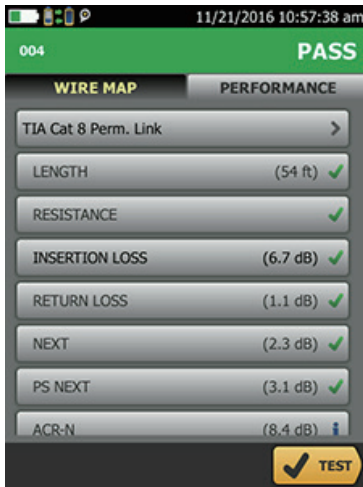 11/21/2016 10:57:38 am
004 PASS
WIRE MAP PERFORMANCE
TIA Cat 8 Perm. Link
LENGTH (54 ft)
RESISTANCE
INSERTION LOSS (6.7 dB)
RETURN LOSS (1.1 dB)
NEXT (2.3 dB)
PS NEXT (3.1 dB)
ACR-N (8.4 dB) i
TEST